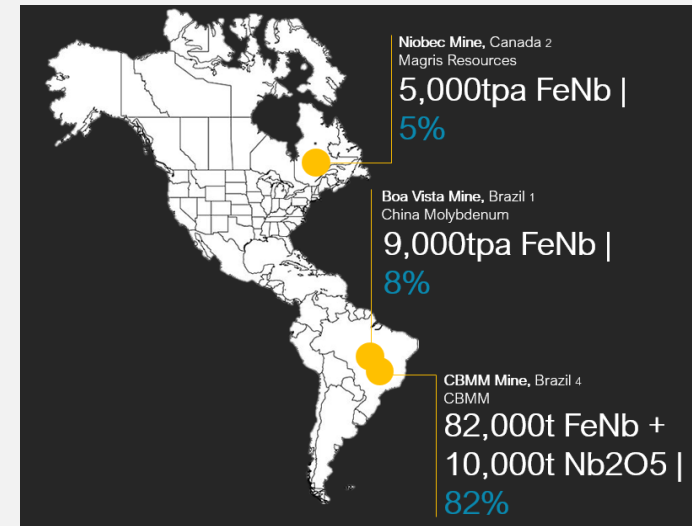 Niobec Mine, Canada 2
Magris Resources
5,000tpa FeNb |
5%
Boa Vista Mine, Brazil 1
China Molybdenum
9,000tpa FeNb |
8%
CBMM Mine, Brazil 4
CBMM
82,000t FeNb +
10,000t Nb2O5 |
82%